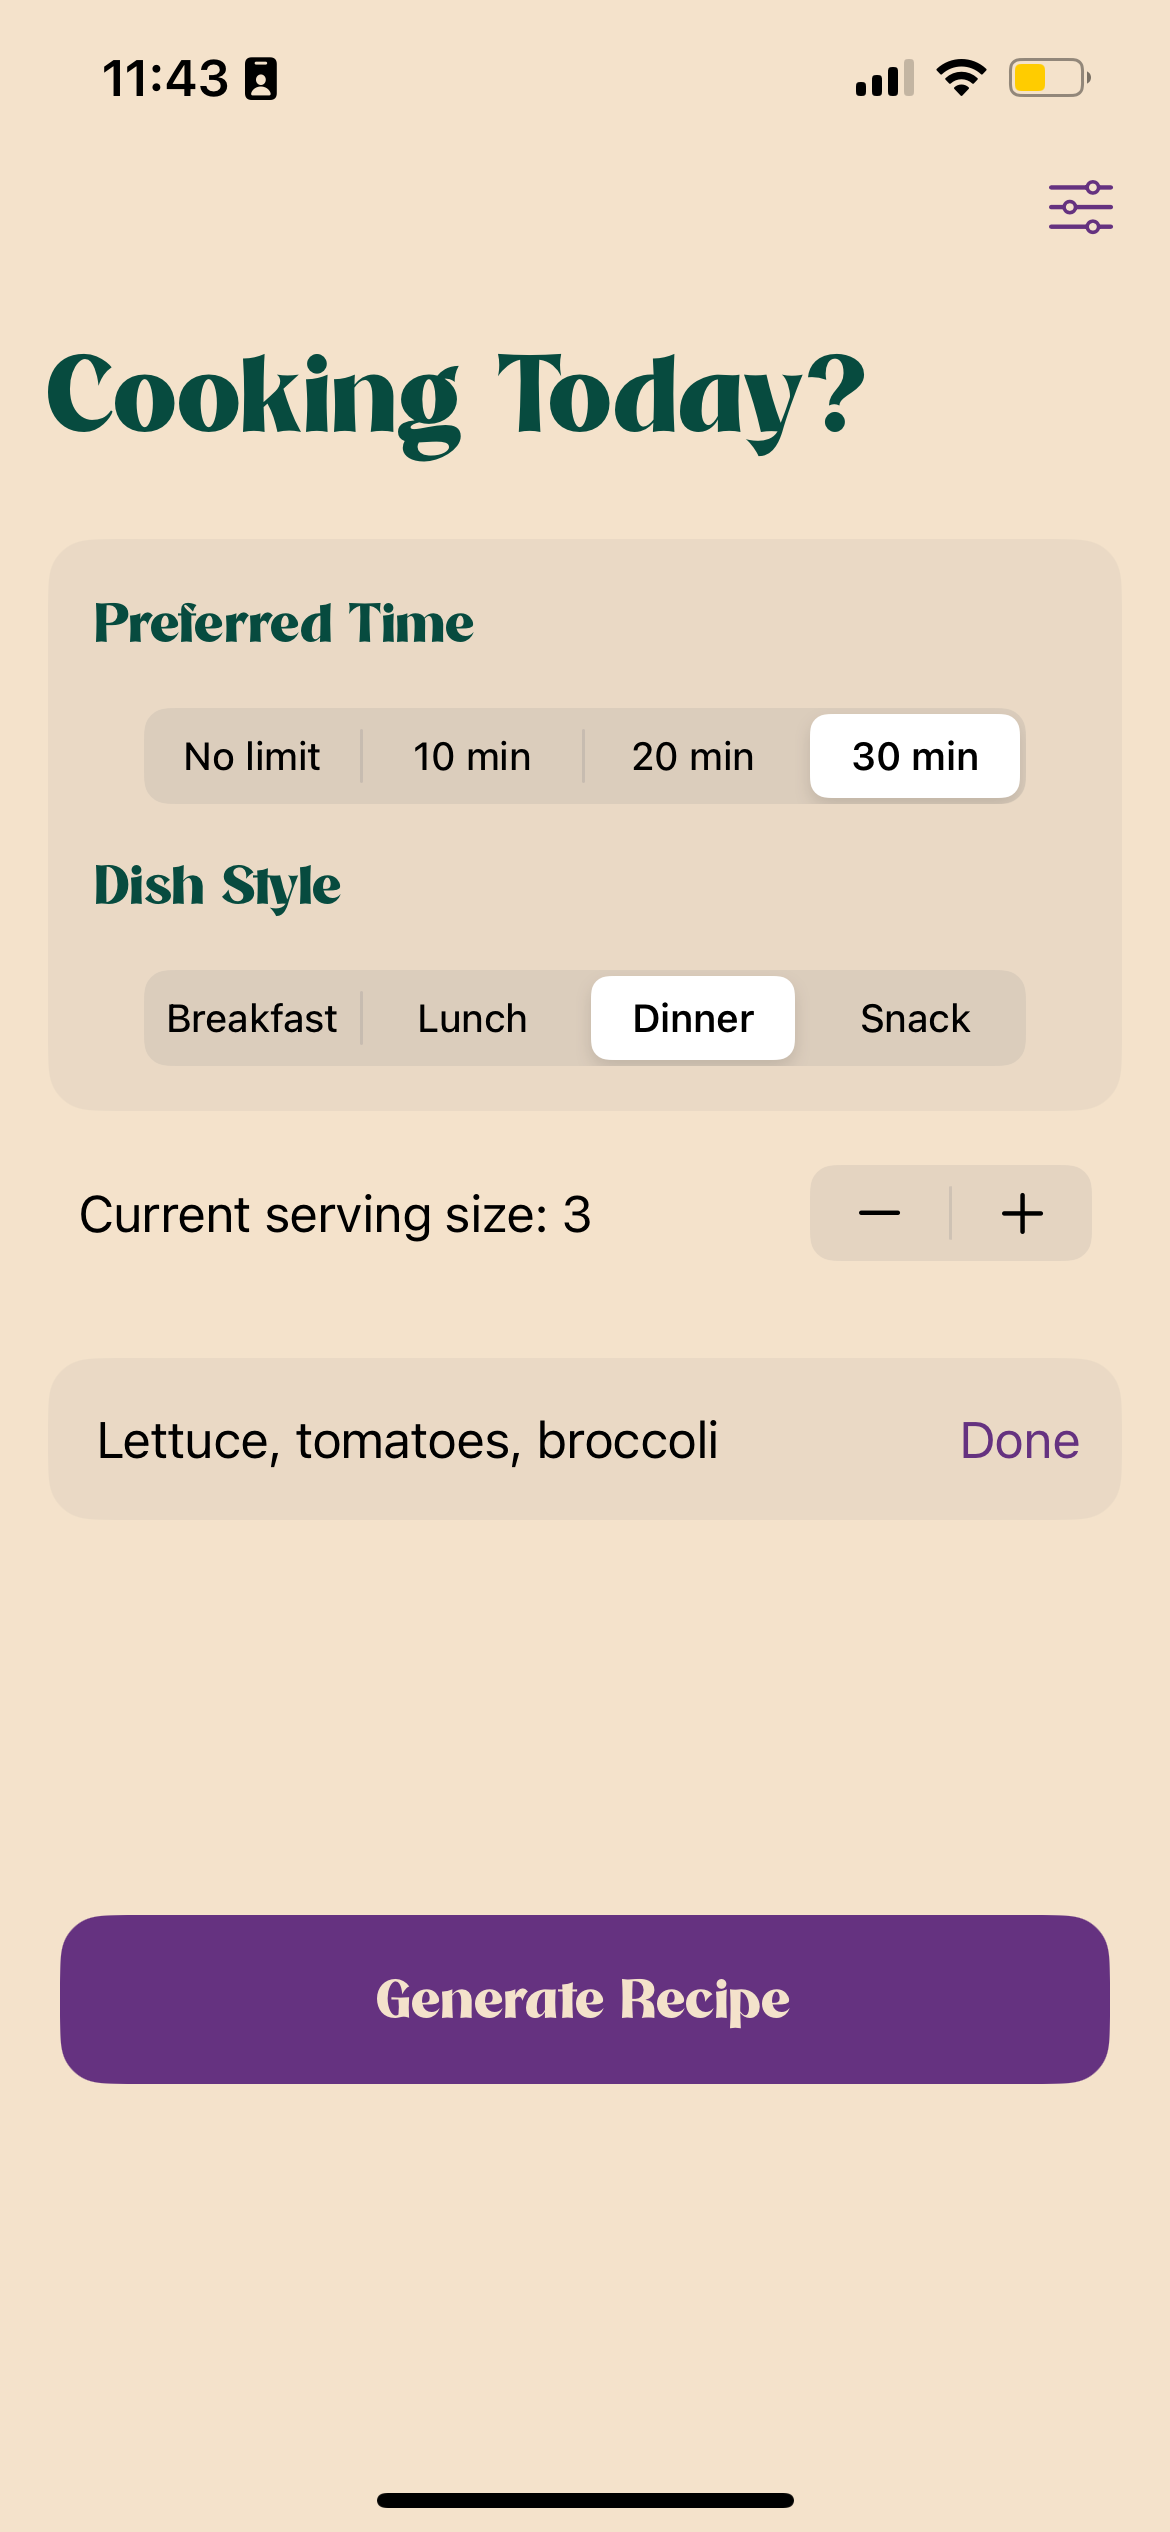 11:43
Cooking Today?
Preferred Time
No limit 10 min 20 min 30 min
Dish Style
Breakfast Lunch Dinner Snack
Current serving size: 3
Lettuce, tomatoes, broccoli Done
Generate Recipe